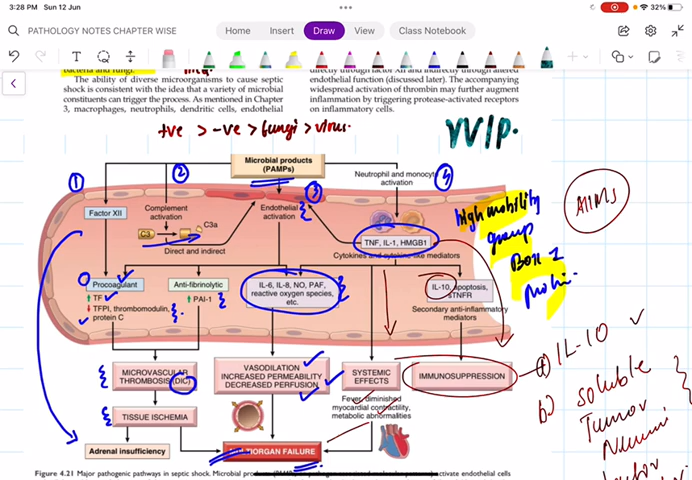 3:28 PM Sun 12 Jun
32%
PATHOLOGY NOTES CHAPTER WISE
Home
Insert
Draw
View
Class Notebook
bacteria and fungi.
The ability of diverse microorganisms to cause septic
shock is consistent with the idea that a variety of microbial
constituents can trigger the process. As mentioned in Chapter
3, macrophages, neutrophils, dendritic cells, endothelial
directly through factor XII and indirectly through altered
endothelial function (discussed later). The accompanying
widespread activation of thrombin may further augment
inflammation by triggering protease-activated receptors
on inflammatory cells.
+ve > -ve > fungi > virus.
VVIP.
Microbial products
(PAMPs)
Neutrophil and monocyte
activation
1
2
3
4
Factor XII
Complement
activation
C3
C3a
Direct and indirect
Endothelial
activation
TNF, IL-1, HMGB1
Cytokines and cytokine-like mediators
High mobility
group
Box 1
protein.
AIIMS
Procoagulant
↑ TF
↓ TFPI, thrombomodulin,
protein C
Anti-fibrinolytic
↑ PAI-1
IL-6, IL-8, NO, PAF,
reactive oxygen species,
etc.
IL-10, apoptosis,
sTNFR
Secondary anti-inflammatory
mediators
MICROVASCULAR
THROMBOSIS (DIC)
VASODILATION
INCREASED PERMEABILITY
DECREASED PERFUSION
SYSTEMIC
EFFECTS
IMMUNOSUPPRESSION
a) IL-10
b) soluble
Tumor
TISSUE ISCHEMIA
Fever, diminished
myocardial contractility,
metabolic abnormalities
Adrenal insufficiency
ORGAN FAILURE
Figure 4.21 Major pathogenic pathways in septic shock. Microbial
activate endothelial cells